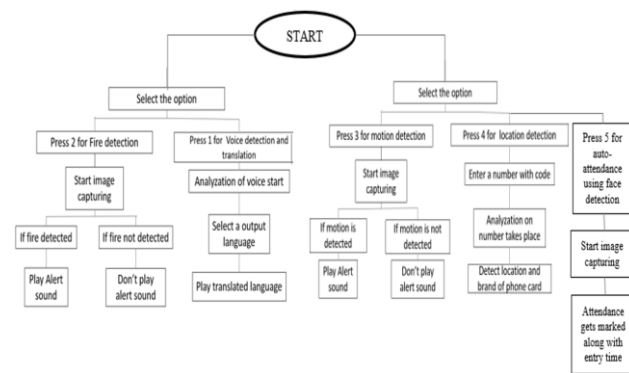 START
Select the option
Select the option
Press 2 for Fire detection
Press 1 for Voice detection and
translation
Press 3 for motion detection
Press 4 for location detection
Press 5
for
auto-
attendance
using face
detection
Start image
capturing
Analyzation of voice start
Start image
capturing
Enter a number with code
If fire detected
If fire not detected
Select a output
language
If motion is
detected
If motion is not
detected
Analyzation on
number takes
place
Start image
capturing
Play Alert
sound
Don't play
alert sound
Play translated language
Play Alert
sound
Don't play
alert sound
Detect location and
brand of phone card
Attendance
gets marked
along with
entry time